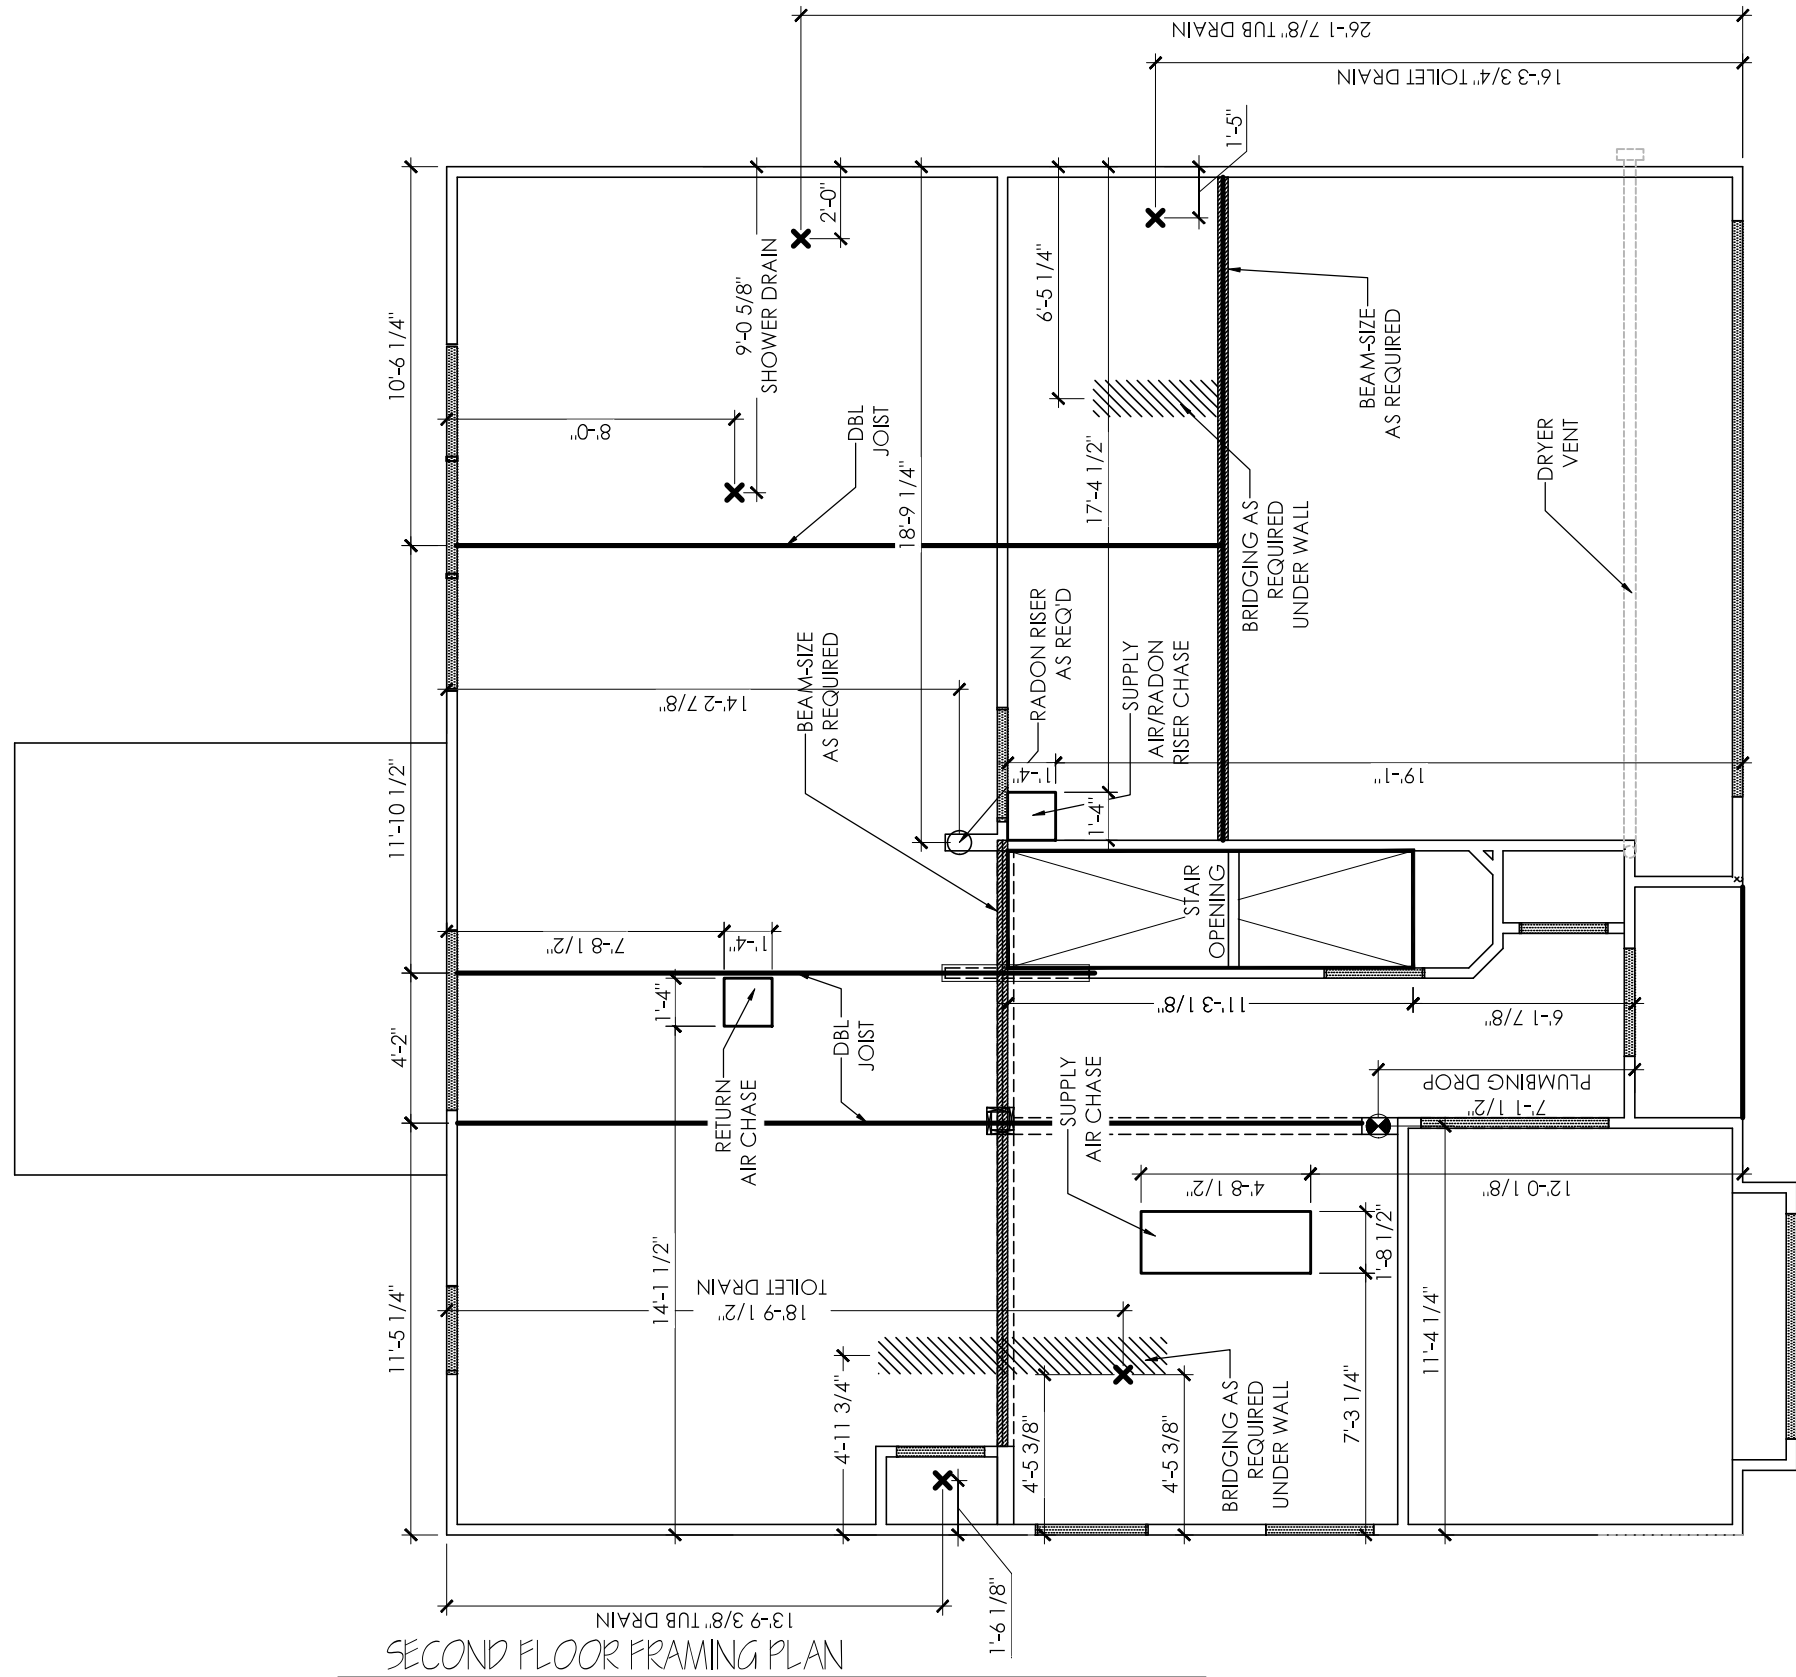 26'-1 7/8" TUB DRAIN
16'-3 3/4" TOILET DRAIN
1'-5"
2'-0"
9'-0 5/8"
SHOWER DRAIN
6'-5 1/4"
10'-6 1/4"
8'-0"
DBL
JOIST
18'-9 1/4"
17'-4 1/2"
BEAM-SIZE
AS REQUIRED
BRIDGING AS
REQUIRED
UNDER WALL
DRYER
VENT
BEAM-SIZE
AS REQUIRED
14'-2 7/8"
RADON RISER
AS REQ'D
SUPPLY
AIR/RADON
RISER CHASE
1'-4"
1'-4"
19'-1"
11'-10 1/2"
7'-8 1/2"
1'-4"
1'-4"
STAIR
OPENING
11'-3 1/8"
6'-1 7/8"
4'-2"
DBL
JOIST
RETURN
AIR CHASE
SUPPLY
AIR CHASE
7'-1 1/2"
PLUMBING DROP
4'-8 1/2"
12'-0 1/8"
1'-8 1/2"
14'-1 1/2"
18'-9 1/2"
TOILET DRAIN
11'-5 1/4"
4'-11 3/4"
4'-5 3/8"
4'-5 3/8"
BRIDGING AS
REQUIRED
UNDER WALL
7'-3 1/4"
11'-4 1/4"
13'-9 3/8" TUB DRAIN
1'-6 1/8"
SECOND FLOOR FRAMING PLAN